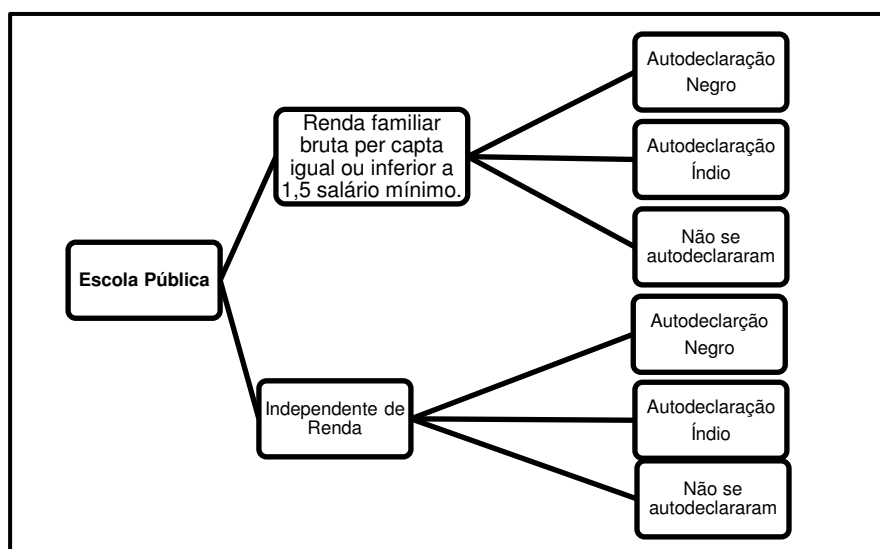 Escola Pública
Renda familiar
bruta per capta
igual ou inferior a
1,5 salário mínimo.
Autodeclaração
Negro
Autodeclaração
Índio
Não se
autodeclararam
Independente de
Renda
Autodeclarção
Negro
Autodeclaração
Índio
Não se
autodeclararam